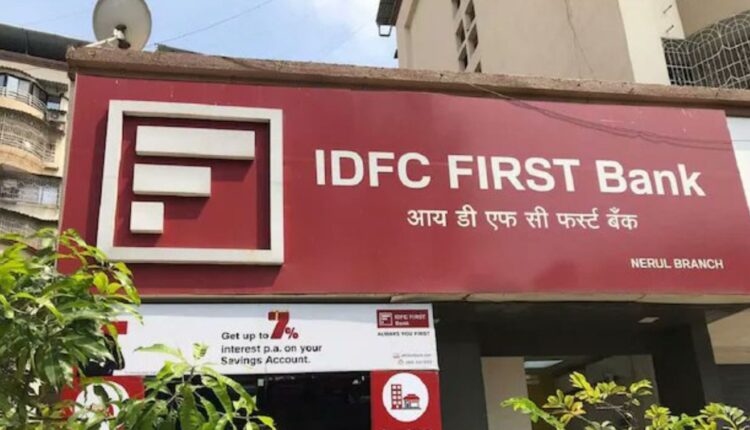 IDFC FIRST Bank
आय डी एफ सी फर्स्ट बँक
NERUL BRANCH
Get up to 7%
interest p.a. on your
Savings Account.
IDFC FIRST
Bank
ALWAYS YOU FIRST